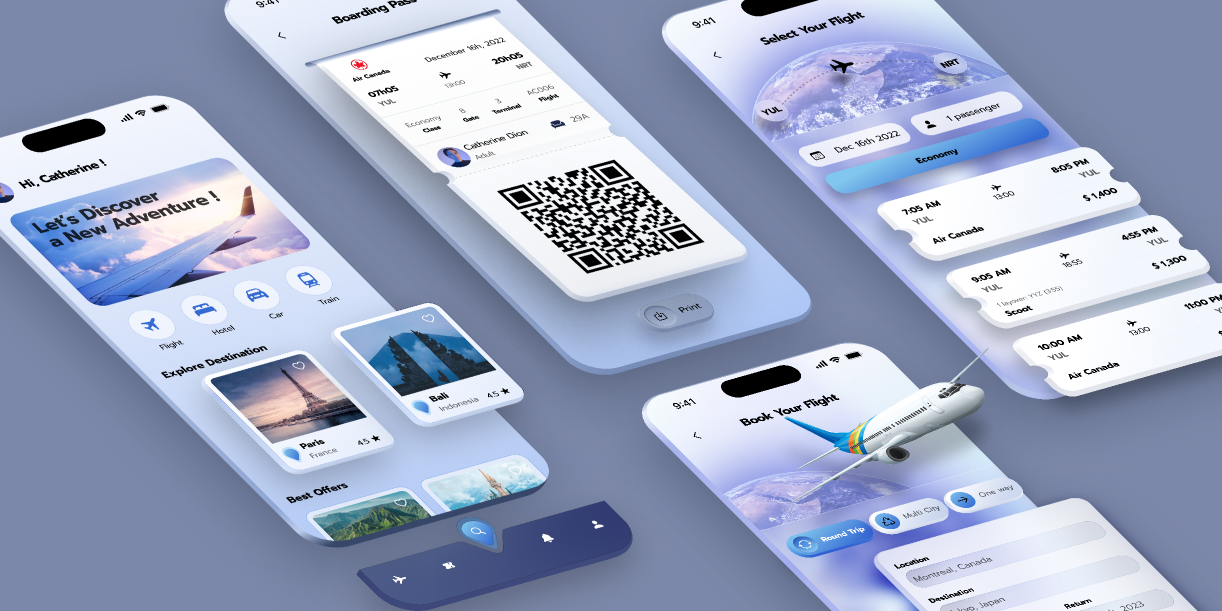 Hi, Catherine !
Let's Discover
a New Adventure !
Flight
Hotel
Car
Train
Explore Destination
Paris
France
4.5
Bali
Indonesia
4.5
Best Offers
9:41
Boarding Pass
Air Canada
December 16h, 2022
07h05
YUL
13h00
20h05
NRT
Economy
Class
8
Gate
3
Terminal
AC006
Flight
Catherine Dion
Adult
29A
Print
9:41
Select Your Flight
YUL
NRT
Dec 16th 2022
1 passenger
Economy
7:05 AM
YUL
13:00
8:05 PM
YUL
Air Canada
$ 1,400
9:05 AM
YUL
18:55
4:55 PM
YUL
1 layover: YYZ (3:55)
Scoot
$ 1,300
10:00 AM
YUL
13:00
11:00 PM
Air Canada
9:41
Book Your Flight
Round Trip
Multi City
One way
Location
Montreal, Canada
Destination
Japan
Return
2023